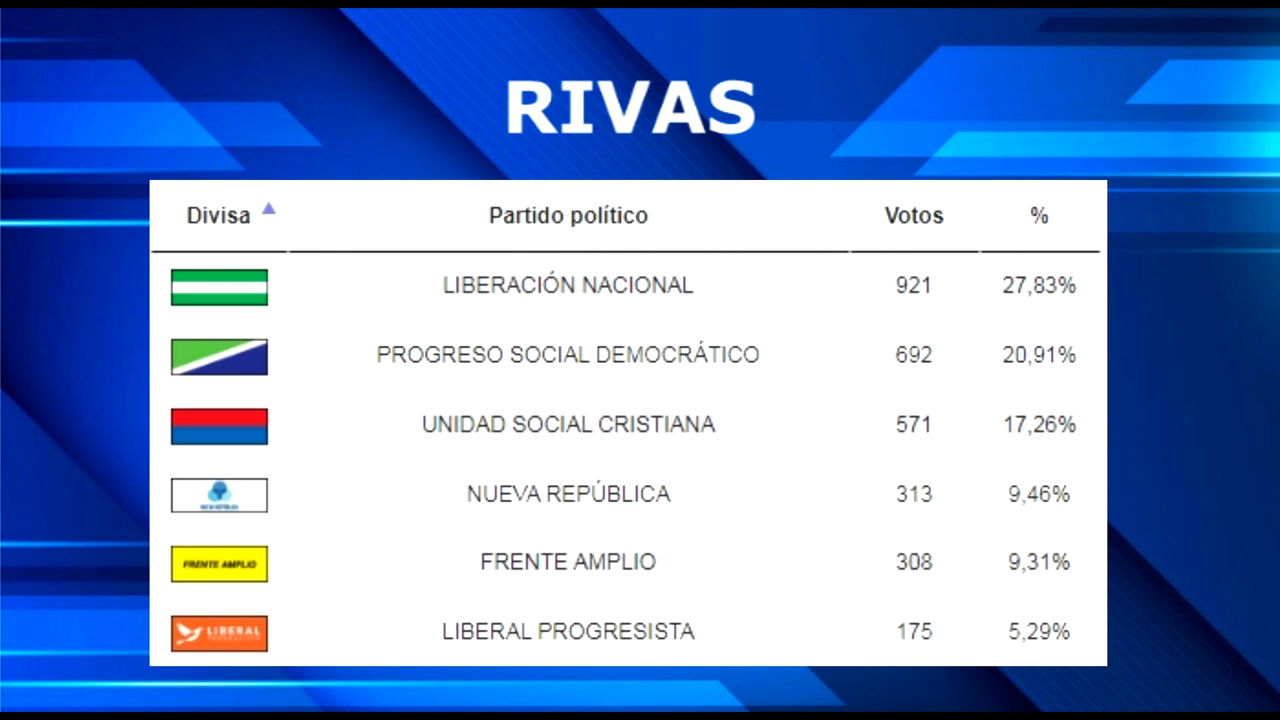 RIVAS
Divisa Partido político Votos %
LIBERACIÓN NACIONAL 921 27,83%
PROGRESO SOCIAL DEMOCRÁTICO 692 20,91%
UNIDAD SOCIAL CRISTIANA 571 17,26%
NUEVA REPÚBLICA 313 9,46%
FRENTE AMPLIO FRENTE AMPLIO 308 9,31%
LIBERAL LIBERAL PROGRESISTA 175 5,29%